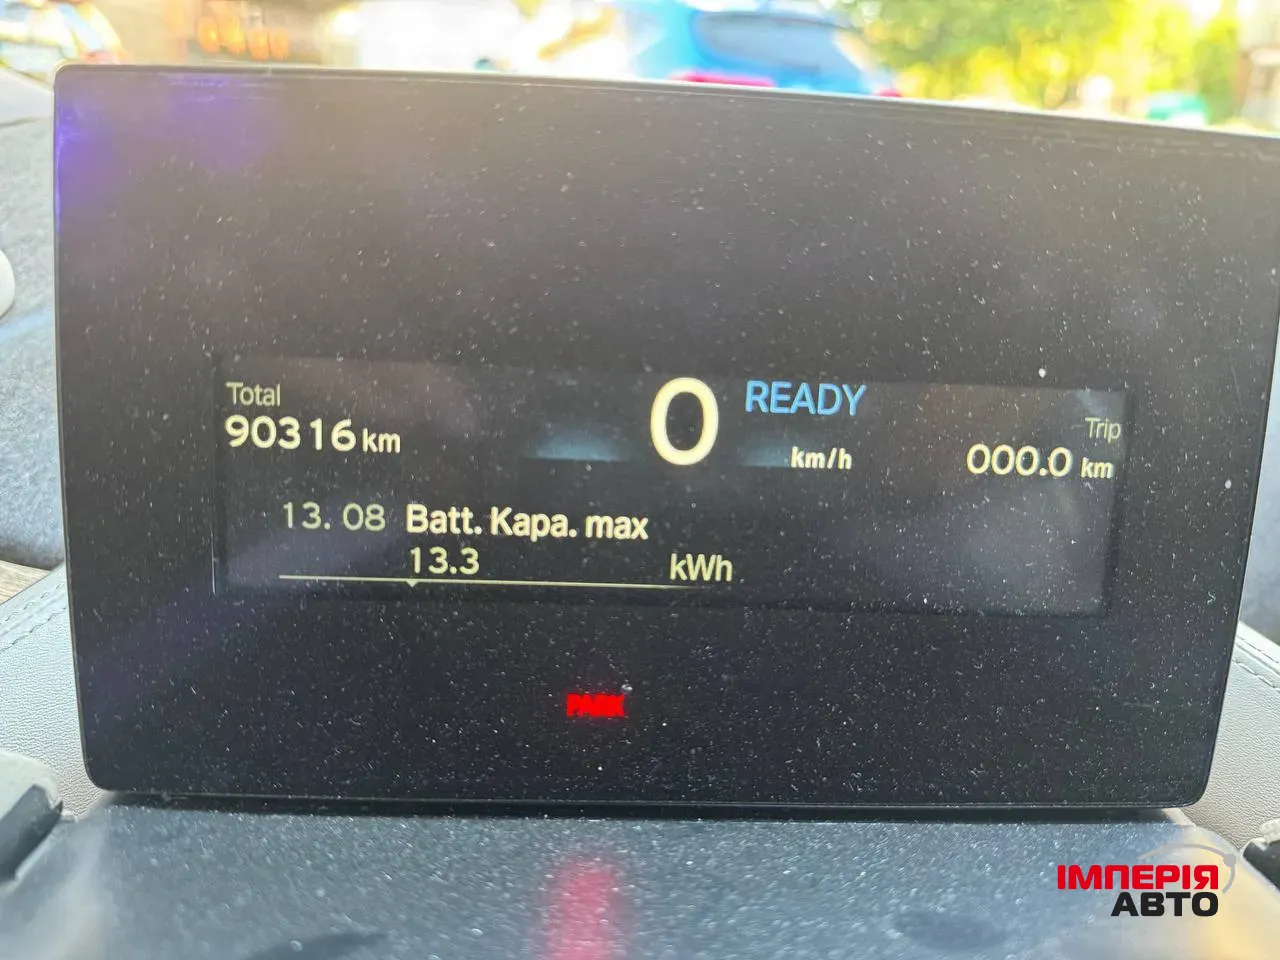 Total
90316 km
0 READY
km/h
Trip
000.0 km
13. 08 Batt. Kapa. max
13.3 kWh
PARK
ІМПЕРІЯ
АВТО